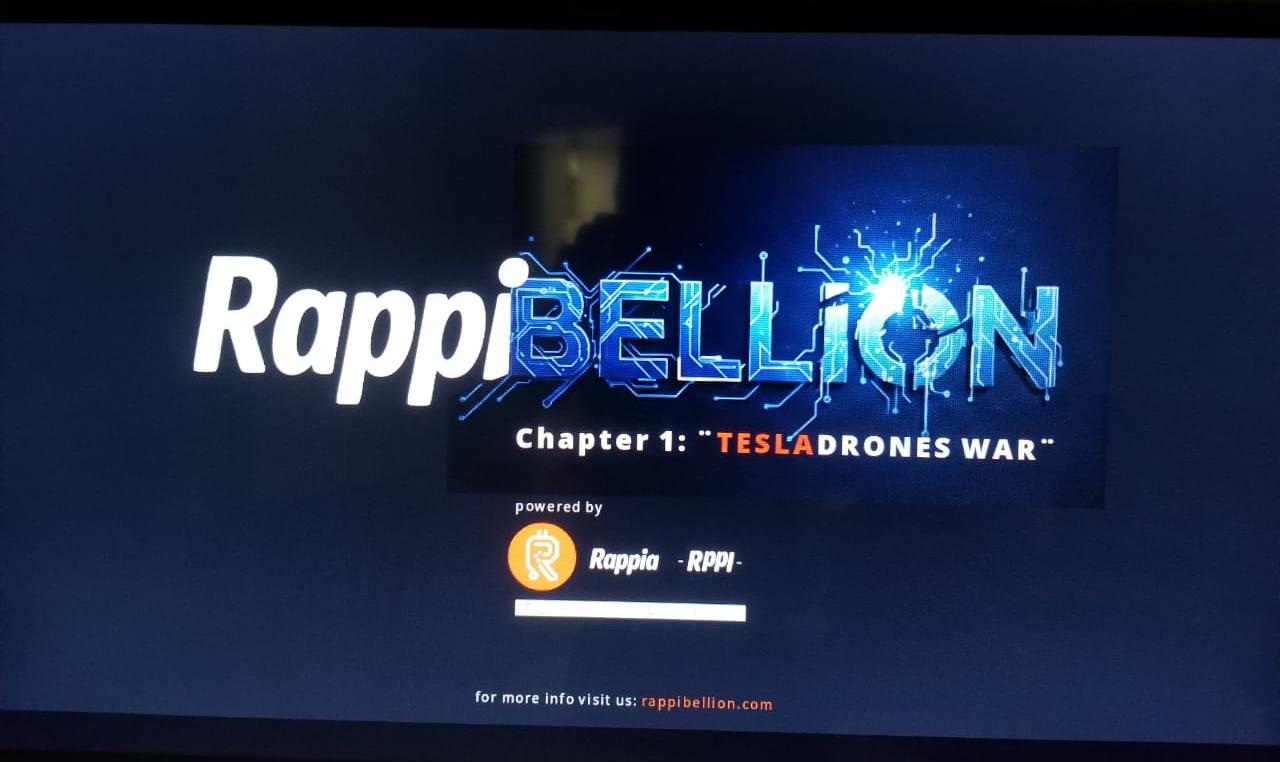 RappiBELLION
Chapter 1: ¨TESLADRONES WAR¨
powered by
Rappia -RPPI-
for more info visit us: rappibellion.com